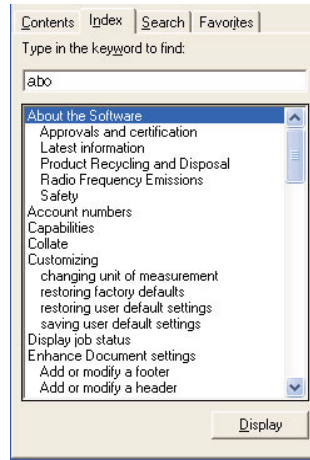 Contents Index Search Favorites
Type in the keyword to find:
abo
About the Software
Approvals and certification
Latest information
Product Recycling and Disposal
Radio Frequency Emissions
Safety
Account numbers
Capabilities
Collate
Customizing
changing unit of measurement
restoring factory defaults
restoring user default settings
saving user default settings
Display job status
Enhance Document settings
Add or modify a footer
Add or modify a header
Display